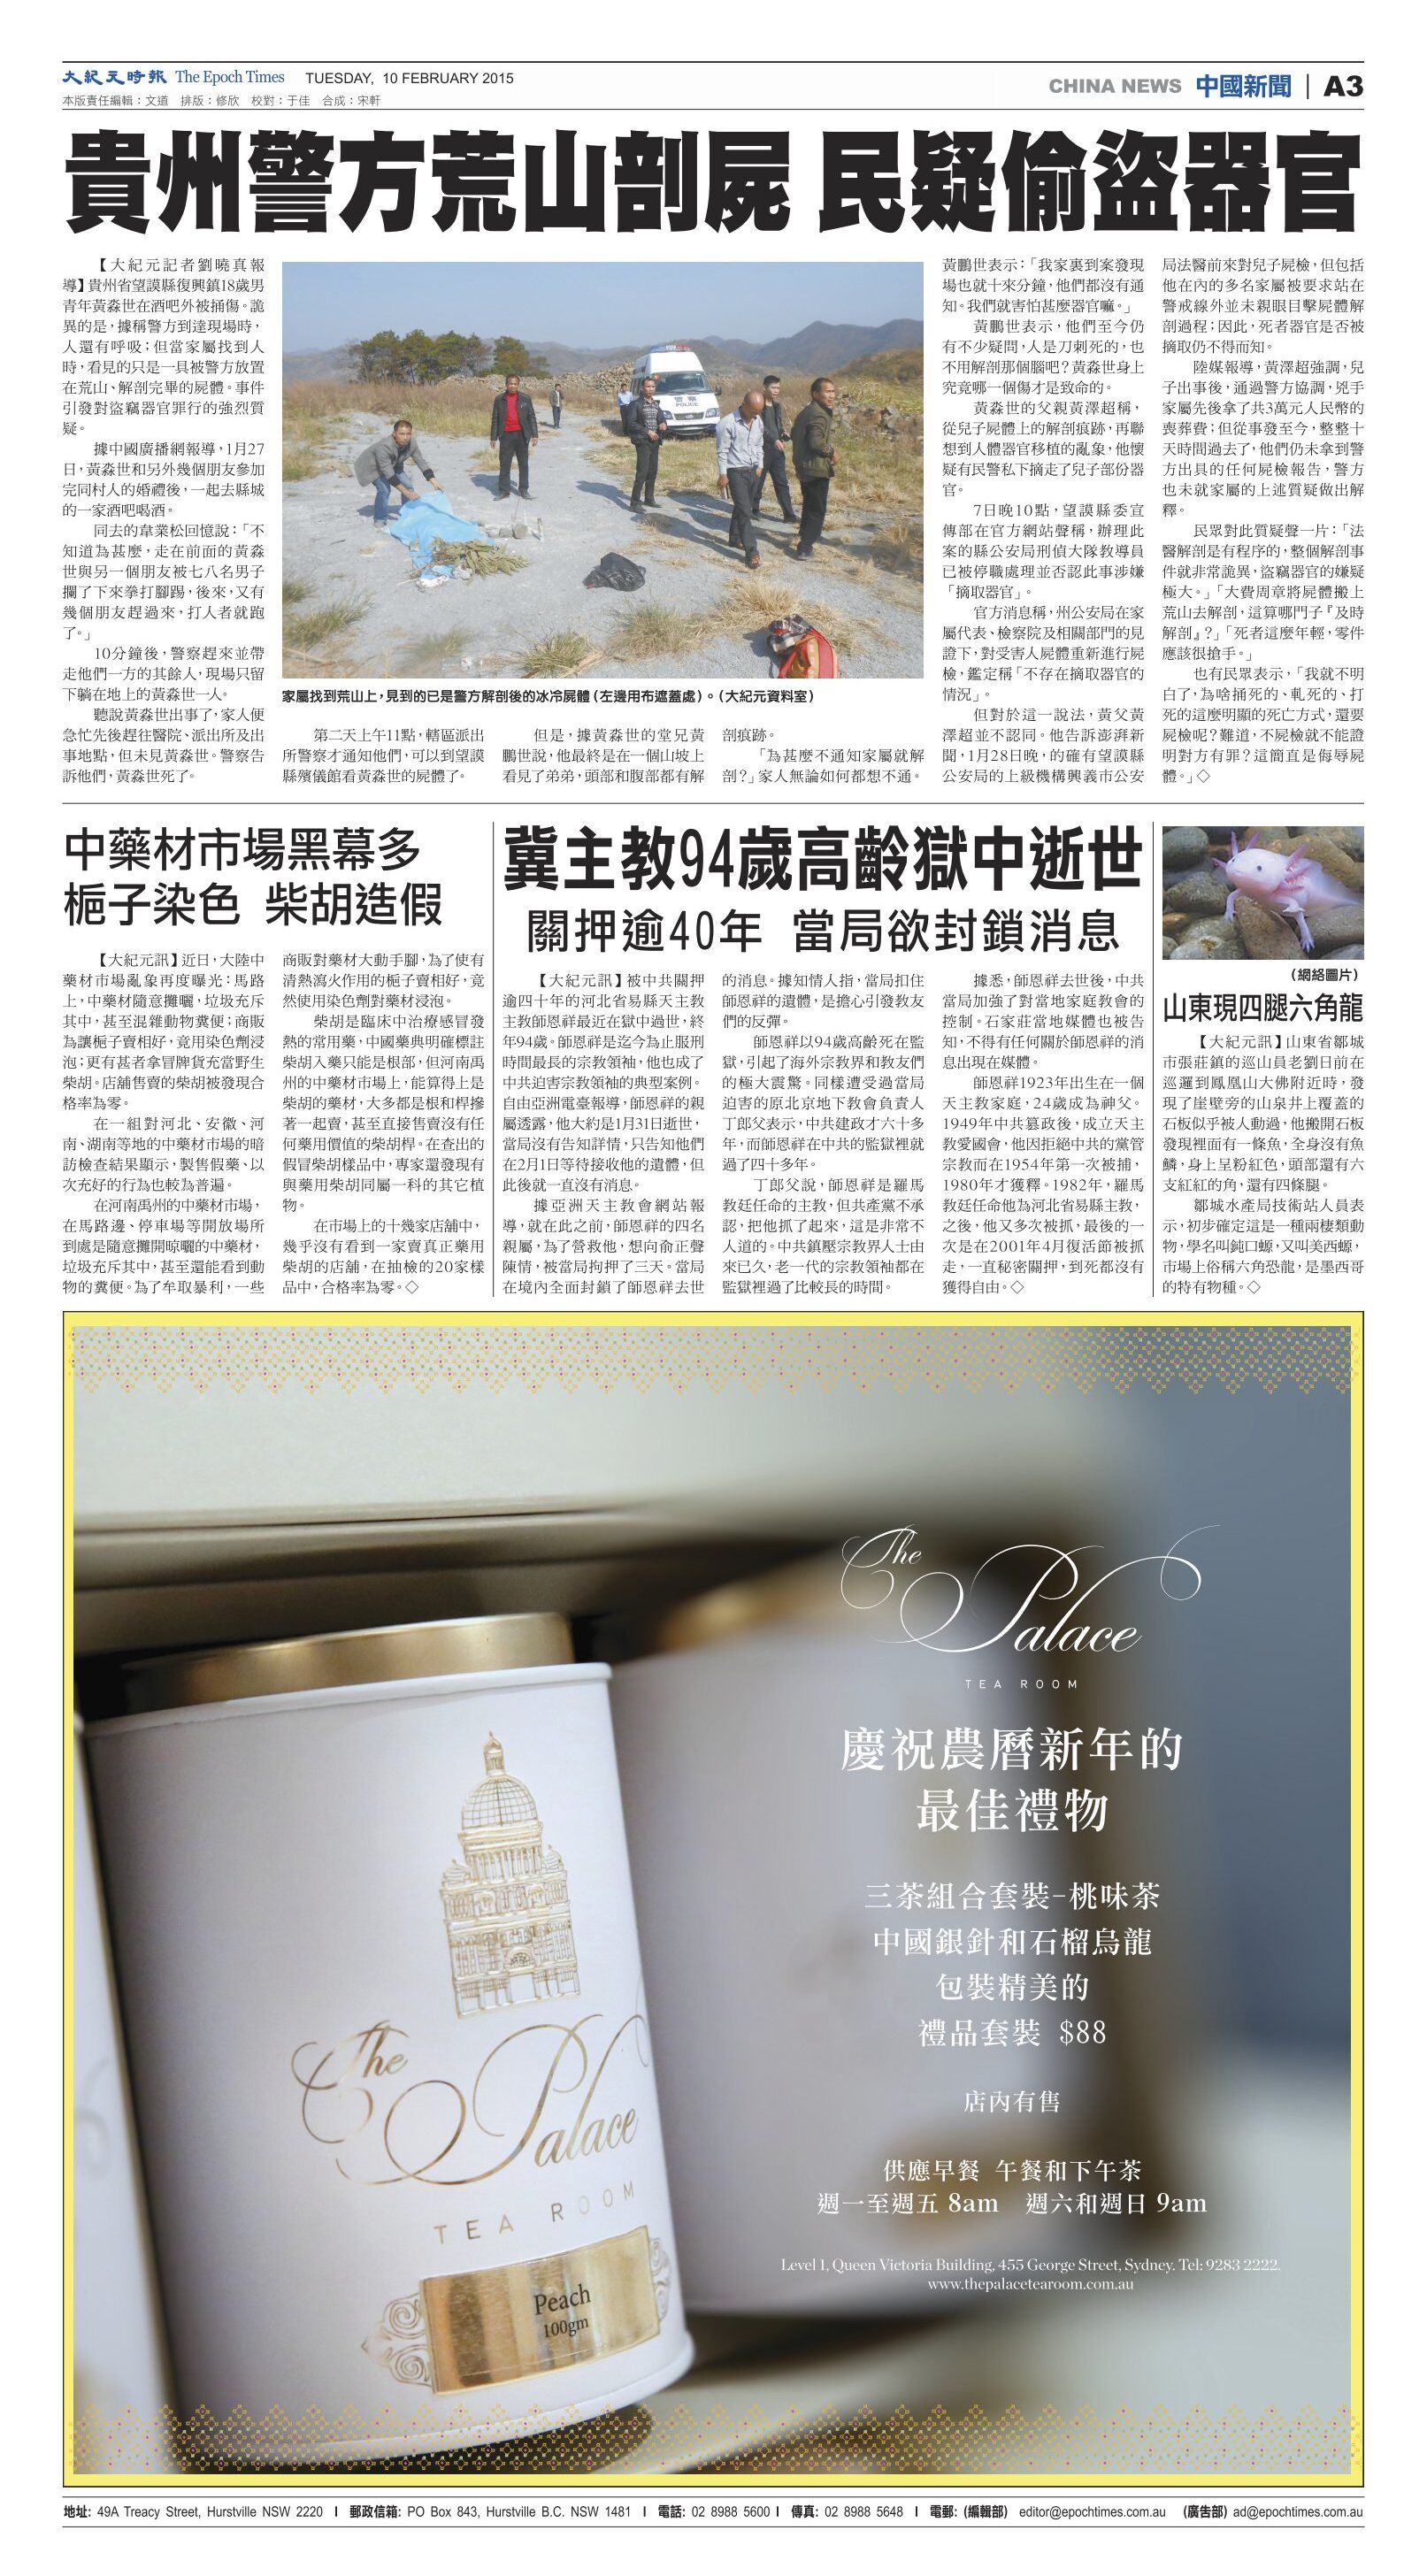 大紀元時報 The Epoch Times TUESDAY, 10 FEBRUARY 2015
本版責任編輯：文道 排版：修欣 校對：于佳 合成：宋軒
CHINA NEWS 中國新聞 | A3
貴州警方荒山剖屍 民疑偷盜器官
【大紀元記者劉曉真報
導】貴州省望謨縣復興鎮18歲男
青年黃淼世在酒吧外被捅傷。詭
異的是，據稱警方到達現場時，
人還有呼吸；但當家屬找到人
時，看見的只是一具被警方放置
在荒山、解剖完畢的屍體。事件
引發對盜竊器官罪行的強烈質
疑。
據中國廣播網報導，1月27
日，黃淼世和另外幾個朋友參加
完同村人的婚禮後，一起去縣城
的一家酒吧喝酒。
同去的韋業松回憶說：「不
知道為甚麼，走在前面的黃淼
世與另一個朋友被七八名男子
攔了下來拳打腳踢，後來，又有
幾個朋友趕過來，打人者就跑
了。」
10分鐘後，警察趕來並帶
走他們一方的其餘人，現場只留
下躺在地上的黃淼世一人。
聽說黃淼世出事了，家人便
急忙先後趕往醫院、派出所及出
事地點，但未見黃淼世。警察告
訴他們，黃淼世死了。
警察
POLICE
家屬找到荒山上，見到的已是警方解剖後的冰冷屍體（左邊用布遮蓋處）。（大紀元資料室）
第二天上午11點，轄區派出
所警察才通知他們，可以到望謨
縣殯儀館看黃淼世的屍體了。
但是，據黃淼世的堂兄黃
鵬世說，他最終是在一個山坡上
看見了弟弟，頭部和腹部都有解
剖痕跡。
「為甚麼不通知家屬就解
剖？」家人無論如何都想不通。
黃鵬世表示：「我家裏到案發現
場也就十來分鐘，他們都沒有通
知。我們就害怕甚麼器官嘛。」
黃鵬世表示，他們至今仍
有不少疑問，人是刀刺死的，也
不用解剖那個腦吧？黃淼世身上
究竟哪一個傷才是致命的。
黃淼世的父親黃澤超稱，
從兒子屍體上的解剖痕跡，再聯
想到人體器官移植的亂象，他懷
疑有民警私下摘走了兒子部份器
官。
7日晚10點，望謨縣委宣
傳部在官方網站聲稱，辦理此
案的縣公安局刑偵大隊教導員
已被停職處理並否認此事涉嫌
「摘取器官」。
官方消息稱，州公安局在家
屬代表、檢察院及相關部門的見
證下，對受害人屍體重新進行屍
檢，鑑定稱「不存在摘取器官的
情況」。
但對於這一說法，黃父黃
澤超並不認同。他告訴澎湃新
聞，1月28日晚，的確有望謨縣
公安局的上級機構興義市公安
局法醫前來對兒子屍檢，但包括
他在內的多名家屬被要求站在
警戒線外並未親眼目擊屍體解
剖過程；因此，死者器官是否被
摘取仍不得而知。
陸媒報導，黃澤超強調，兒
子出事後，通過警方協調，兇手
家屬先後拿了共3萬元人民幣的
喪葬費；但從事發至今，整整十
天時間過去了，他們仍未拿到警
方出具的任何屍檢報告，警方
也未就家屬的上述質疑做出解
釋。
民眾對此質疑聲一片：「法
醫解剖是有程序的，整個解剖事
件就非常詭異，盜竊器官的嫌疑
極大。」「大費周章將屍體搬上
荒山去解剖，這算哪門子『及時
解剖』？」「死者這麼年輕，零件
應該很搶手。」
也有民眾表示，「我就不明
白了，為啥捅死的、軋死的、打
死的這麼明顯的死亡方式，還要
屍檢呢？難道，不屍檢就不能證
明對方有罪？這簡直是侮辱屍
體。」◇
中藥材市場黑幕多
梔子染色 柴胡造假
【大紀元訊】近日，大陸中
藥材市場亂象再度曝光：馬路
上，中藥材隨意攤曬，垃圾充斥
其中，甚至混雜動物糞便；商販
為讓梔子賣相好，竟用染色劑浸
泡；更有甚者拿冒牌貨充當野生
柴胡。店舖售賣的柴胡被發現合
格率為零。
在一組對河北、安徽、河
南、湖南等地的中藥材市場的暗
訪檢查結果顯示，製售假藥、以
次充好的行為也較為普遍。
在河南禹州的中藥材市場，
在馬路邊、停車場等開放場所
到處是隨意攤開晾曬的中藥材，
垃圾充斥其中，甚至還能看到動
物的糞便。為了牟取暴利，一些
商販對藥材大動手腳，為了使有
清熱瀉火作用的梔子賣相好，竟
然使用染色劑對藥材浸泡。
柴胡是臨床中治療感冒發
熱的常用藥，中國藥典明確標註
柴胡入藥只能是根部，但河南禹
州的中藥材市場上，能算得上是
柴胡的藥材，大多都是根和桿摻
著一起賣，甚至直接售賣沒有任
何藥用價值的柴胡桿。在查出的
假冒柴胡樣品中，專家還發現有
與藥用柴胡同屬一科的其它植
物。
在市場上的十幾家店舖中，
幾乎沒有看到一家賣真正藥用
柴胡的店舖，在抽檢的20家樣
品中，合格率為零。◇
冀主教94歲高齡獄中逝世
關押逾40年 當局欲封鎖消息
【大紀元訊】被中共關押
逾四十年的河北省易縣天主教
主教師恩祥最近在獄中過世，終
年94歲。師恩祥是迄今為止服刑
時間最長的宗教領袖，他也成了
中共迫害宗教領袖的典型案例。
自由亞洲電臺報導，師恩祥的親
屬透露，他大約是1月31日逝世，
當局沒有告知詳情，只告知他們
在2月1日等待接收他的遺體，但
此後就一直沒有消息。
據亞洲天主教會網站報
導，就在此之前，師恩祥的四名
親屬，為了營救他，想向俞正聲
陳情，被當局拘押了三天。當局
在境內全面封鎖了師恩祥去世
的消息。據知情人指，當局扣住
師恩祥的遺體，是擔心引發教友
們的反彈。
師恩祥以94歲高齡死在監
獄，引起了海外宗教界和教友們
的極大震驚。同樣遭受過當局
迫害的原北京地下教會負責人
丁郎父表示，中共建政才六十多
年，而師恩祥在中共的監獄裡就
過了四十多年。
丁郎父說，師恩祥是羅馬
教廷任命的主教，但共產黨不承
認，把他抓了起來，這是非常不
人道的。中共鎮壓宗教界人士由
來已久，老一代的宗教領袖都在
監獄裡過了比較長的時間。
據悉，師恩祥去世後，中共
當局加強了對當地家庭教會的
控制。石家莊當地媒體也被告
知，不得有任何關於師恩祥的消
息出現在媒體。
師恩祥1923年出生在一個
天主教家庭，24歲成為神父。
1949年中共篡政後，成立天主
教愛國會，他因拒絕中共的黨管
宗教而在1954年第一次被捕，
1980年才獲釋。1982年，羅馬
教廷任命他為河北省易縣主教，
之後，他又多次被抓，最後的一
次是在2001年4月復活節被抓
走，一直秘密關押，到死都沒有
獲得自由。◇
（網絡圖片）
山東現四腿六角龍
【大紀元訊】山東省鄒城
市張莊鎮的巡山員老劉日前在
巡邏到鳳凰山大佛附近時，發
現了崖壁旁的山泉井上覆蓋的
石板似乎被人動過，他搬開石板
發現裡面有一條魚，全身沒有魚
鱗，身上呈粉紅色，頭部還有六
支紅紅的角，還有四條腿。
鄒城水產局技術站人員表
示，初步確定這是一種兩棲類動
物，學名叫鈍口螈，又叫美西螈，
市場上俗稱六角恐龍，是墨西哥
的特有物種。◇
The Palace
TEA ROOM
慶祝農曆新年的
最佳禮物
三茶組合套裝-桃味茶
中國銀針和石榴烏龍
包裝精美的
禮品套裝 $88
店內有售
供應早餐 午餐和下午茶
週一至週五 8am 週六和週日 9am
Level 1, Queen Victoria Building, 455 George Street, Sydney. Tel: 9283 2222.
www.thepalacetearoom.com.au
The Palace
TEA ROOM
Peach
100gm
地址: 49A Treacy Street, Hurstville NSW 2220 I 郵政信箱: PO Box 843, Hurstville B.C. NSW 1481 I 電話: 02 8988 5600 I 傳真: 02 8988 5648 I 電郵: (編輯部) editor@epochtimes.com.au (廣告部) ad@epochtimes.com.au